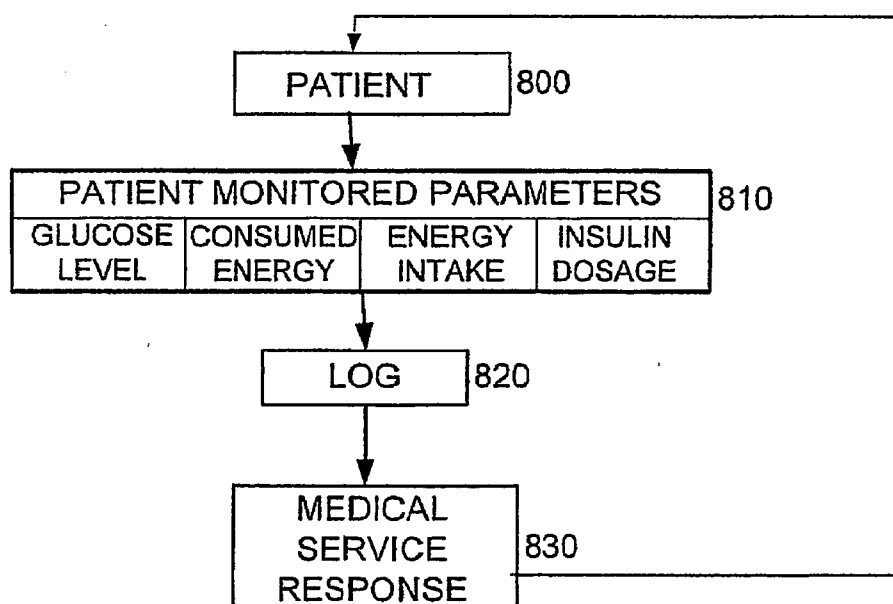 PATIENT 800
PATIENT MONITORED PARAMETERS 810
GLUCOSE LEVEL
CONSUMED ENERGY
ENERGY INTAKE
INSULIN DOSAGE
LOG 820
MEDICAL
SERVICE 830
RESPONSE